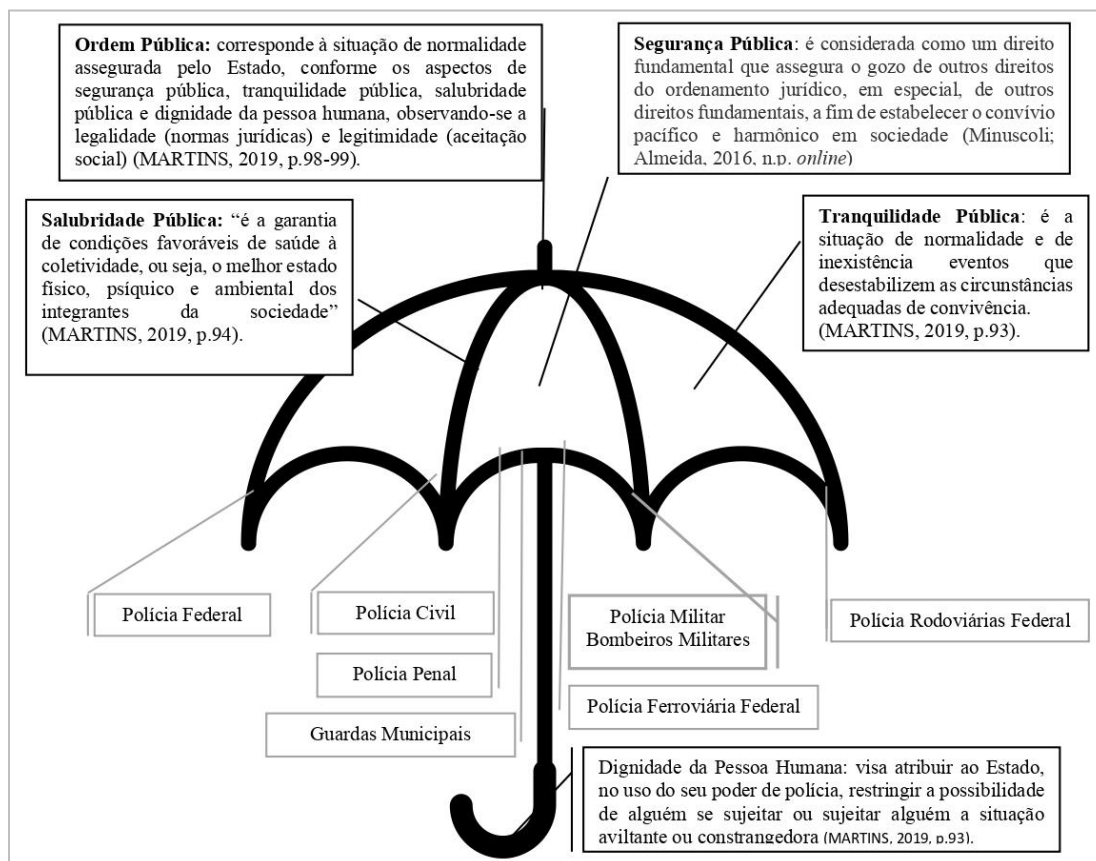 Ordem Pública: corresponde à situação de normalidade
assegurada pelo Estado, conforme os aspectos de
segurança pública, tranquilidade pública, salubridade
pública e dignidade da pessoa humana, observando-se a
legalidade (normas jurídicas) e legitimidade (aceitação
social) (MARTINS, 2019, p.98-99).
Segurança Pública: é considerada como um direito
fundamental que assegura o gozo de outros direitos
do ordenamento jurídico, em especial, de outros
direitos fundamentais, a fim de estabelecer o convívio
pacífico e harmônico em sociedade (Minuscoli;
Almeida, 2016, n.p. online)
Salubridade Pública: “é a garantia
de condições favoráveis de saúde à
coletividade, ou seja, o melhor estado
físico, psíquico e ambiental dos
integrantes da sociedade”
(MARTINS, 2019, p.94).
Tranquilidade Pública: é a
situação de normalidade e de
inexistência eventos que
desestabilizem as circunstâncias
adequadas de convivência.
(MARTINS, 2019, p.93).
Polícia Federal
Polícia Civil
Polícia Militar
Bombeiros Militares
Polícia Rodoviárias Federal
Polícia Penal
Polícia Ferroviária Federal
Guardas Municipais
Dignidade da Pessoa Humana: visa atribuir ao Estado,
no uso do seu poder de polícia, restringir a possibilidade
de alguém se sujeitar ou sujeitar alguém a situação
aviltante ou constrangedora (MARTINS, 2019, p.93).